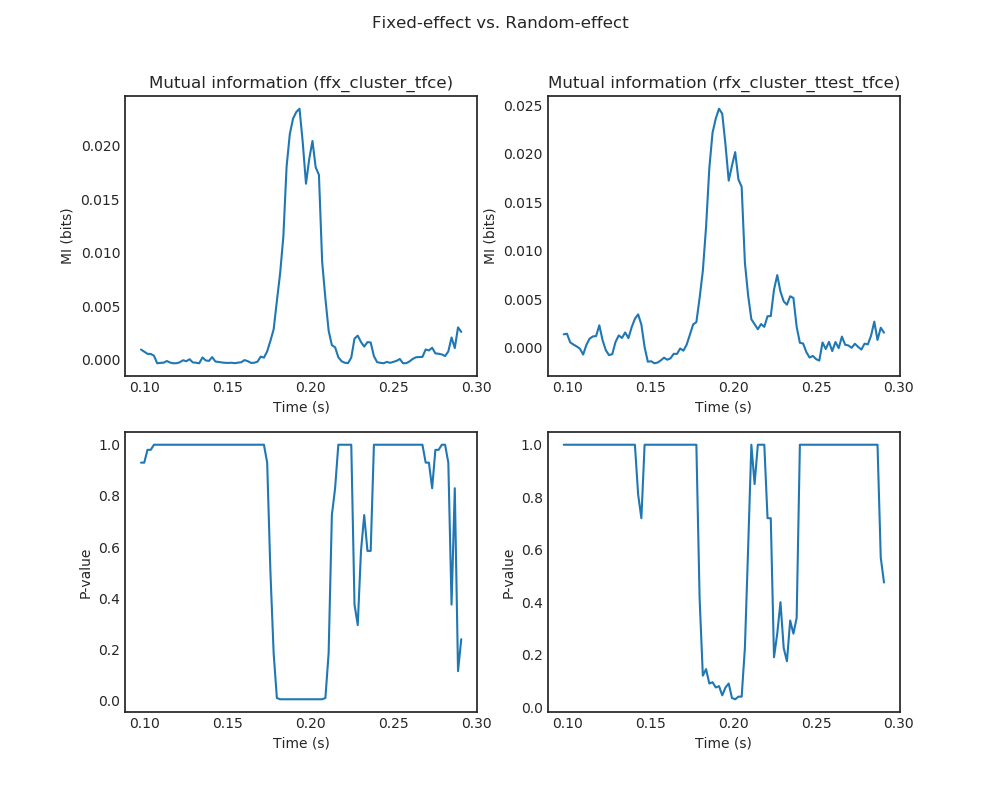 Fixed-effect vs. Random-effect
Mutual information (ffx_cluster_tfce)
Mutual information (rfx_cluster_ttest_tfce)
MI (bits)
0.020
0.015
0.010
0.005
0.000
0.10 0.15 0.20 0.25 0.30
Time (s)
MI (bits)
0.025
0.020
0.015
0.010
0.005
0.000
0.10 0.15 0.20 0.25 0.30
Time (s)
P-value
1.0
0.8
0.6
0.4
0.2
0.0
0.10 0.15 0.20 0.25 0.30
Time (s)
P-value
1.0
0.8
0.6
0.4
0.2
0.0
0.10 0.15 0.20 0.25 0.30
Time (s)